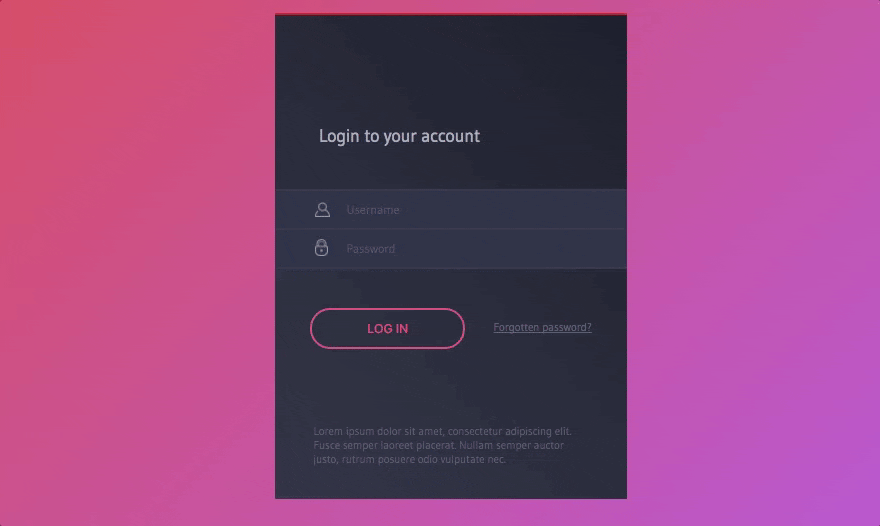 Login to your account
Username
Password
LOG IN
Forgotten password?
Lorem ipsum dolor sit amet, consectetur adipiscing elit.
Fusce semper laoreet placerat. Nullam semper auctor
justo, rutrum posuere odio vulputate nec.